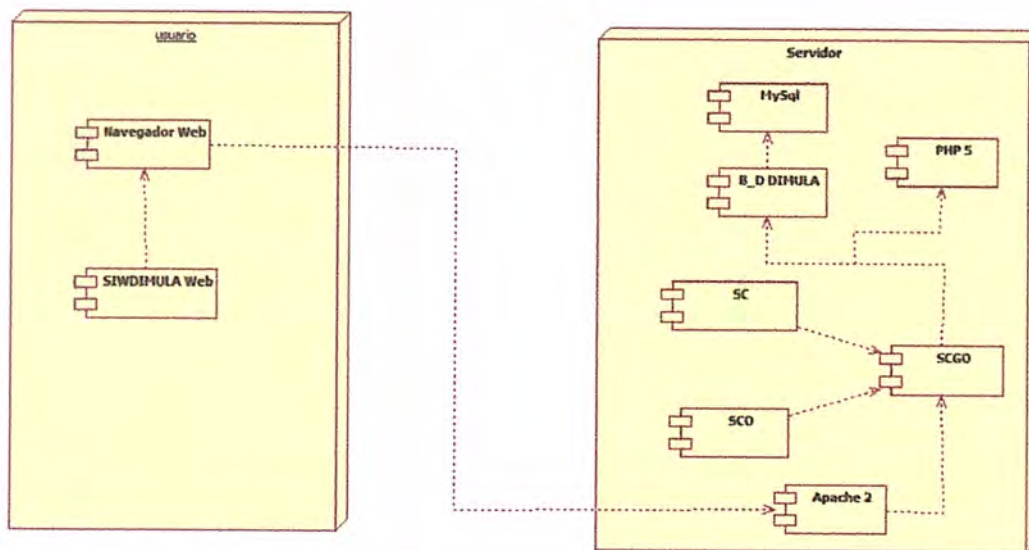 usuario
Navegador Web
SIWDIMULA Web
Servidor
MySql
B_D DIMULA
PHP 5
SC
SCGO
SCO
Apache 2